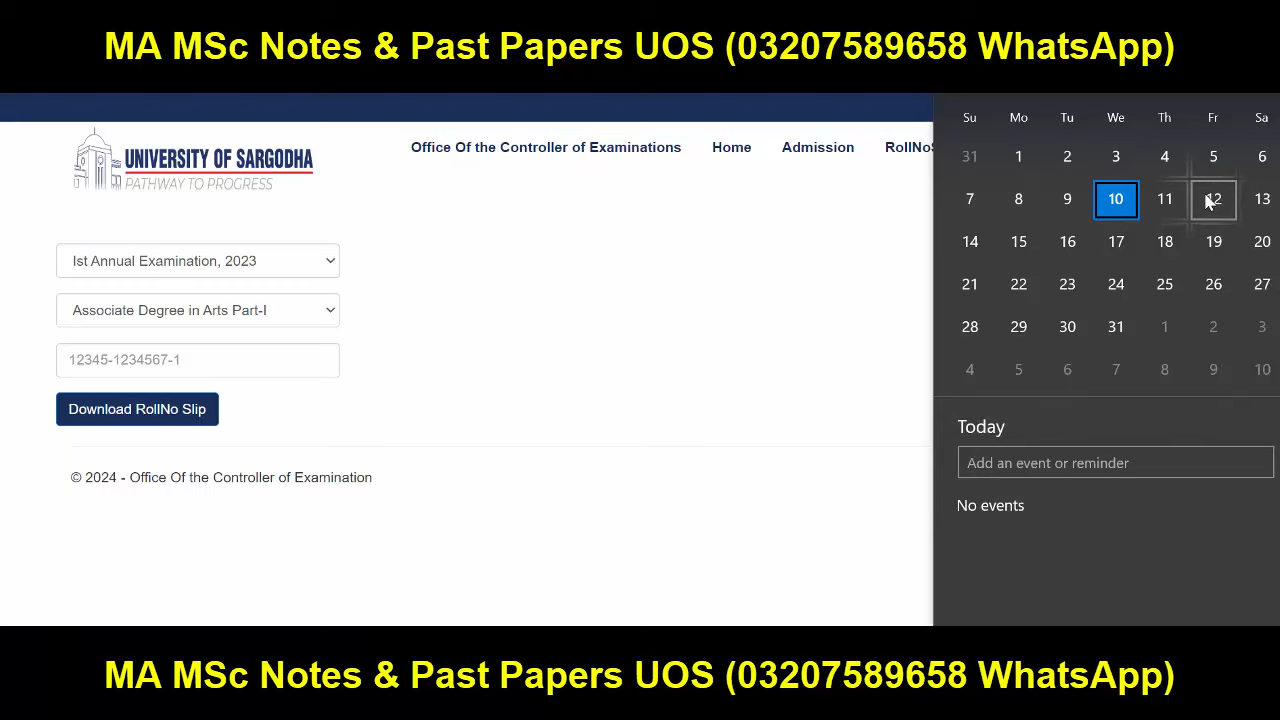 MA MSc Notes & Past Papers UOS (03207589658 WhatsApp)
UNIVERSITY OF SARGODHA
PATHWAY TO PROGRESS
Office Of the Controller of Examinations Home Admission RollNoS
Ist Annual Examination, 2023
Associate Degree in Arts Part-I
12345-1234567-1
Download RollNo Slip
© 2024 - Office Of the Controller of Examination
Su Mo Tu We Th Fr Sa
31 1 2 3 4 5 6
7 8 9 10 11 12 13
14 15 16 17 18 19 20
21 22 23 24 25 26 27
28 29 30 31 1 2 3
4 5 6 7 8 9 10
Today
Add an event or reminder
No events
MA MSc Notes & Past Papers UOS (03207589658 WhatsApp)